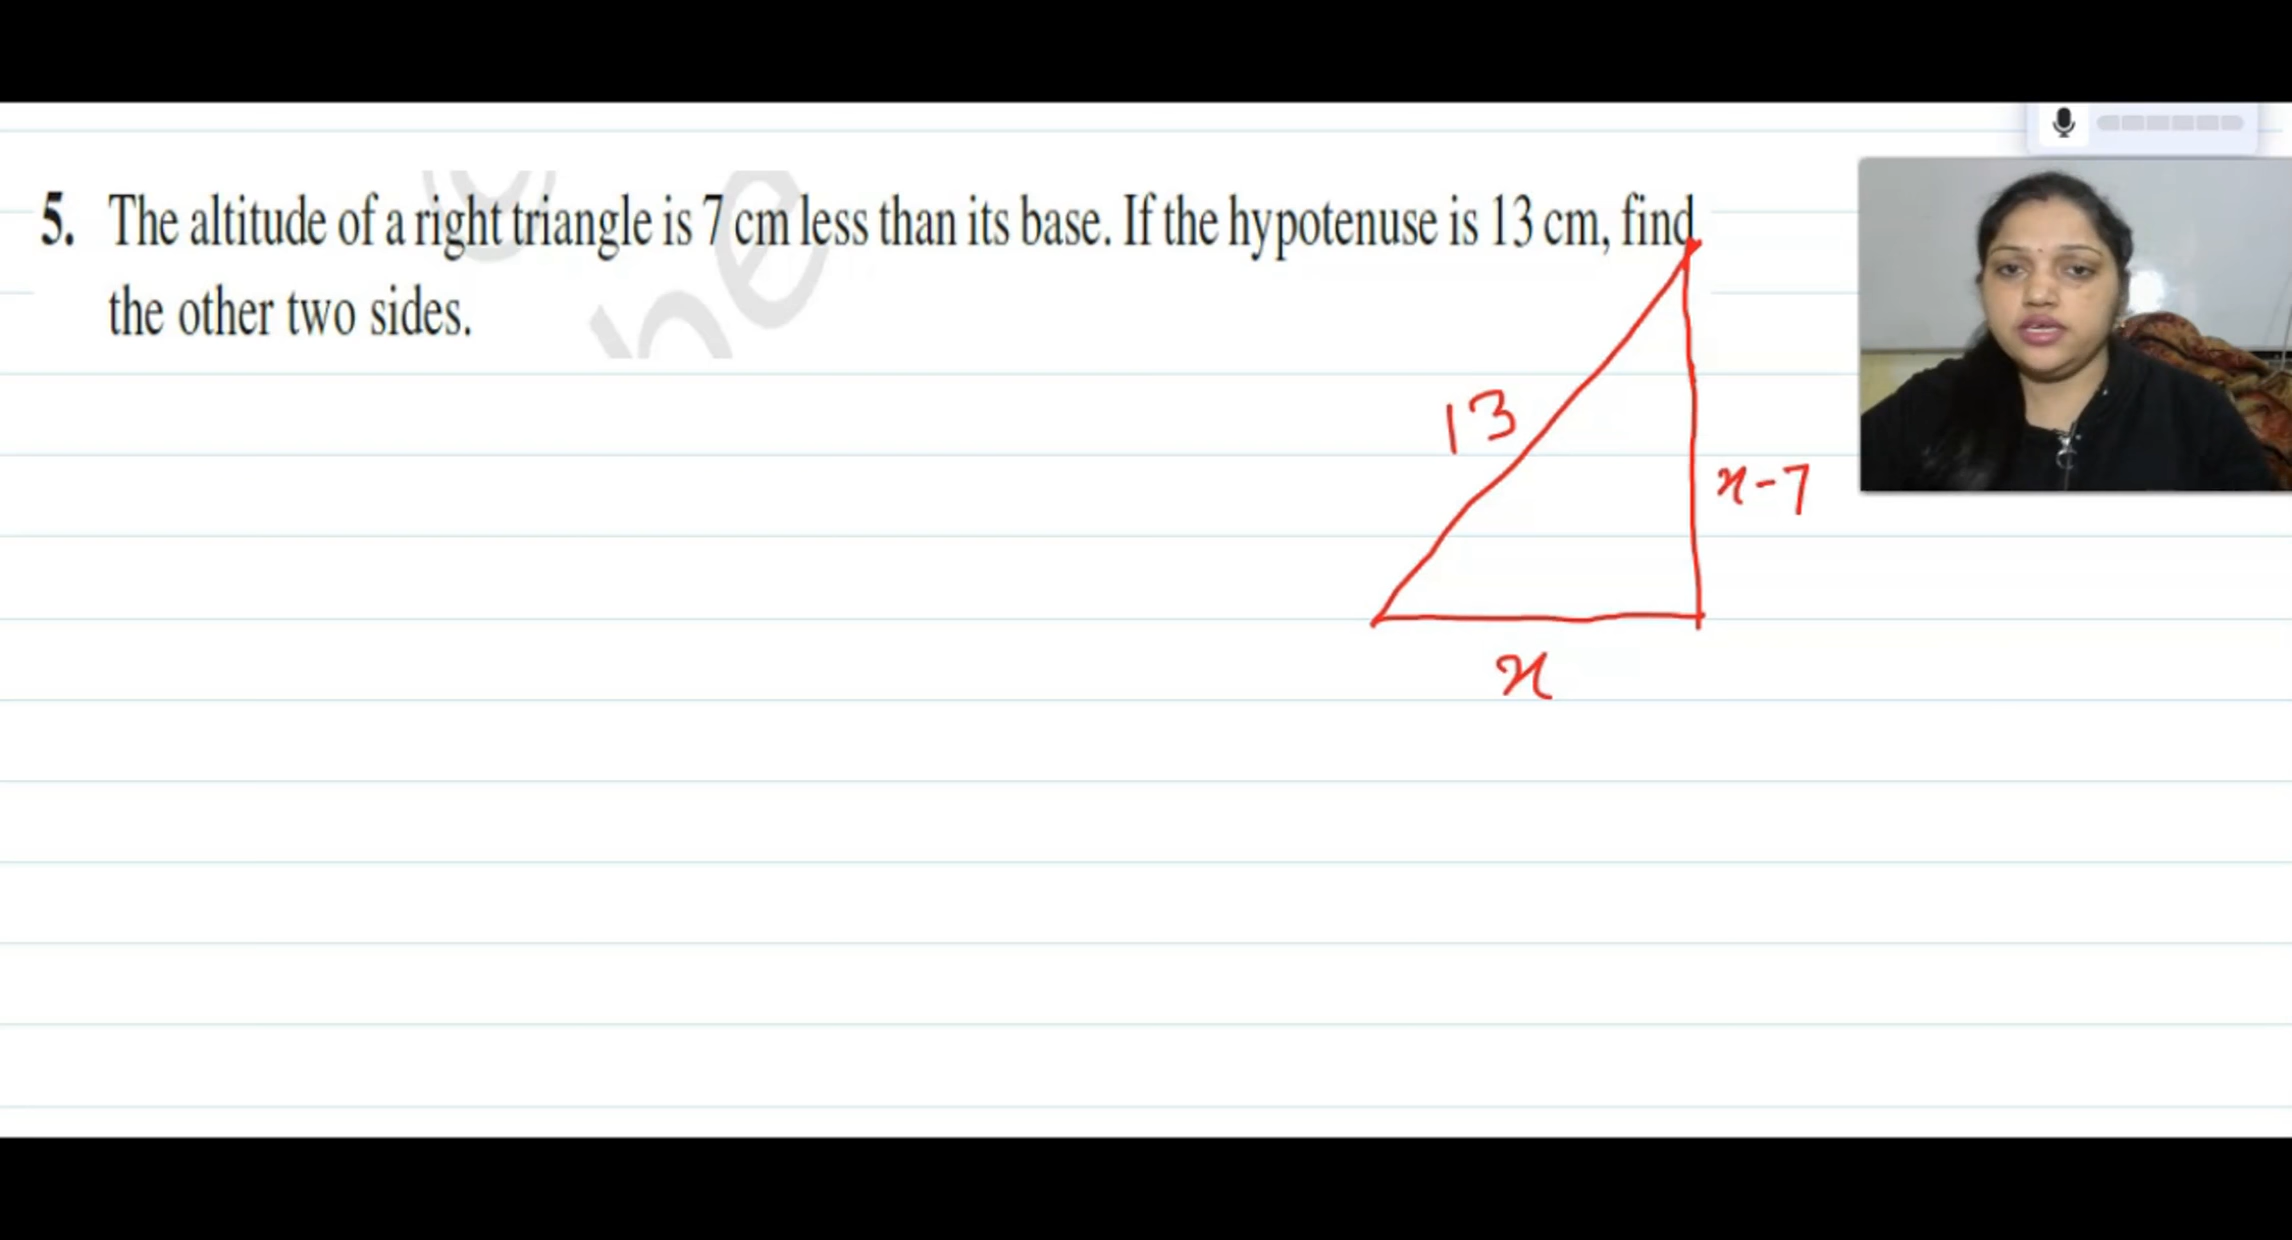 5. The altitude of a right triangle is 7 cm less than its base. If the hypotenuse is 13 cm, find
the other two sides.
13
x-7
x
he